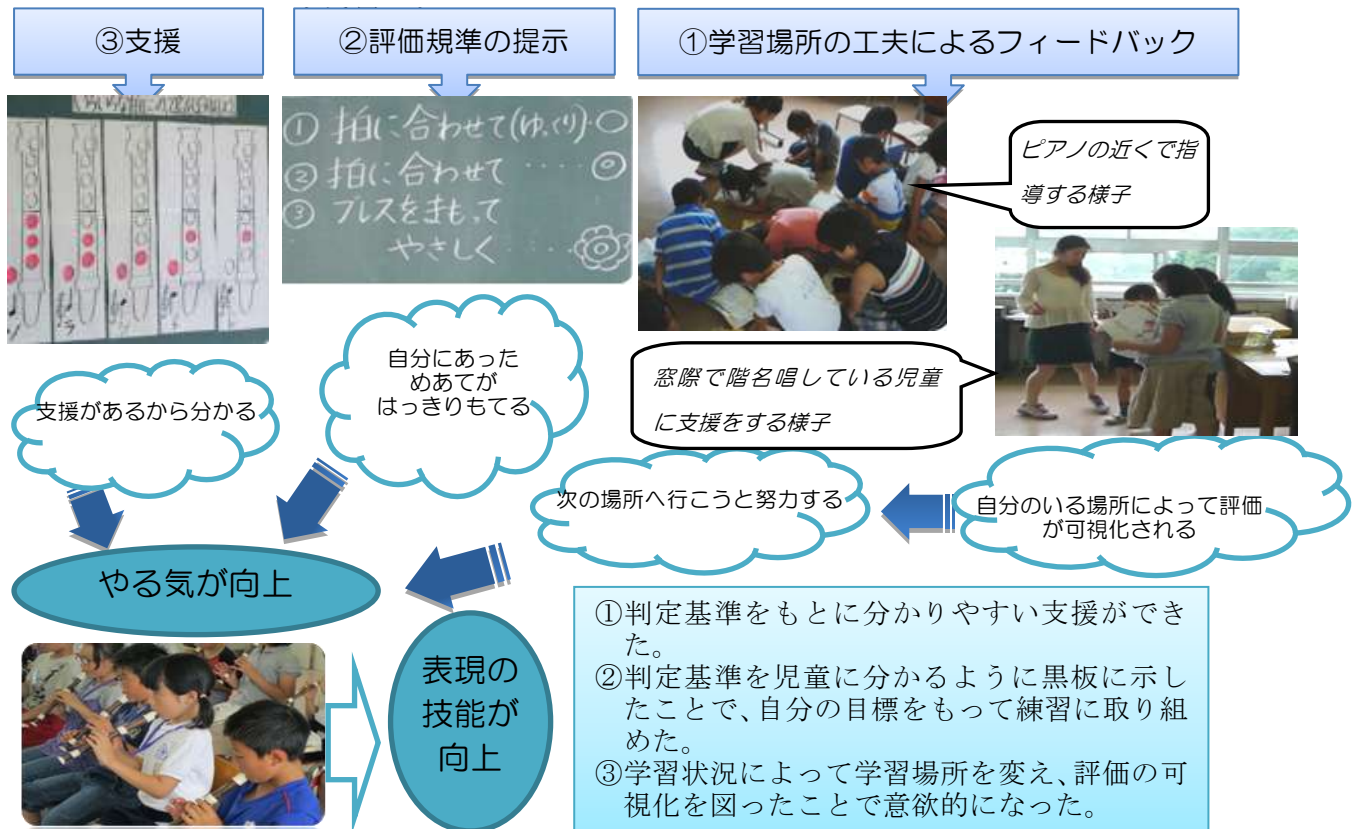 ③支援
②評価規準の提示
①学習場所の工夫によるフィードバック
① 拍に合わせて(ゆっくり)・○
② 拍に合わせて ‥‥ ◎
③ ブレスをまもって
やさしく ‥‥
ピアノの近くで指
導する様子
窓際で階名唱している児童
に支援をする様子
支援があるから分かる
自分にあった
めあてが
はっきりもてる
次の場所へ行こうと努力する
自分のいる場所によって評価
が可視化される
やる気が向上
表現の
技能が
向上
①判定基準をもとに分かりやすい支援ができ
た。
②判定基準を児童に分かるように黒板に示し
たことで、自分の目標をもって練習に取り組
めた。
③学習状況によって学習場所を変え、評価の可
視化を図ったことで意欲的になった。